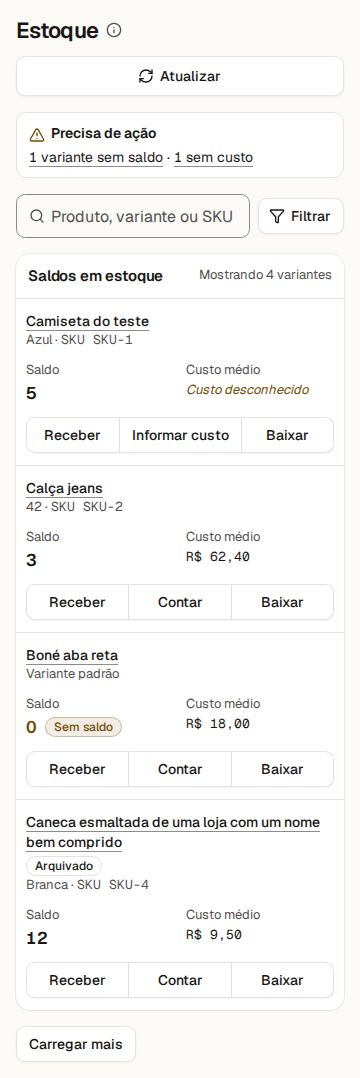 Estoque
Atualizar
Precisa de ação
1 variante sem saldo · 1 sem custo
Produto, variante ou SKU
Filtrar
Saldos em estoque
Mostrando 4 variantes
Camiseta do teste
Azul · SKU SKU-1
Saldo
Custo médio
5
Custo desconhecido
Receber
Informar custo
Baixar
Calça jeans
42 · SKU SKU-2
Saldo
Custo médio
3
R$ 62,40
Receber
Contar
Baixar
Boné aba reta
Variante padrão
Saldo
Custo médio
0
Sem saldo
R$ 18,00
Receber
Contar
Baixar
Caneca esmaltada de uma loja com um nome
bem comprido
Arquivado
Branca · SKU SKU-4
Saldo
Custo médio
12
R$ 9,50
Receber
Contar
Baixar
Carregar mais